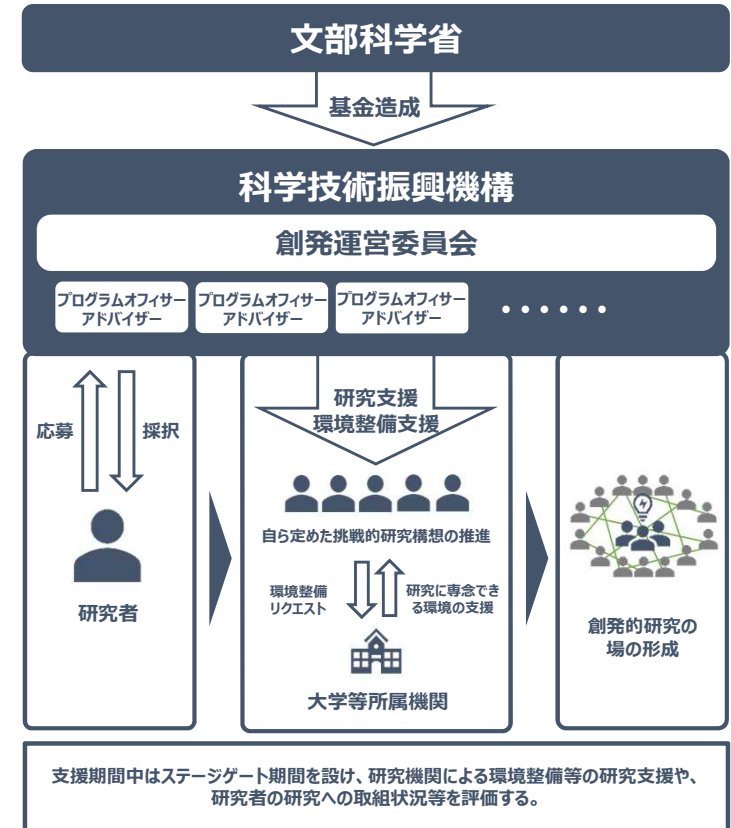 文部科学省
基金造成
科学技術振興機構
創発運営委員会
プログラムオフィサー
アドバイザー
プログラムオフィサー
アドバイザー
プログラムオフィサー
アドバイザー
・・・・・・
応募
採択
研究者
研究支援
環境整備支援
自ら定めた挑戦的研究構想の推進
環境整備
リクエスト
研究に専念でき
る環境の支援
大学等所属機関
創発的研究の
場の形成
支援期間中はステージゲート期間を設け、研究機関による環境整備等の研究支援や、
研究者の研究への取組状況等を評価する。